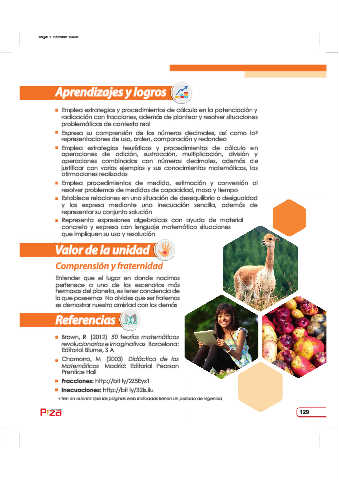 Aprendizajes y logros
Emplea estrategias y procedimientos de cálculo en la potenciación y
radicación con fracciones, además de plantear y resolver situaciones
problemáticas de contexto real
Expresa su comprensión de los números decimales, así como las
representaciones de uso, orden, comparación y redondeo
Emplea estrategias heurísticas y procedimientos de cálculo en
operaciones de adición, sustracción, multiplicación, división y
operaciones combinadas con números decimales, además de
justificar con varios ejemplos y sus conocimientos matemáticos, las
afirmaciones realizadas
Emplea procedimientos de medida, estimación y conversión al
resolver problemas de medidas de capacidad, masa y tiempo
Establece relaciones en una situación de desequilibrio o desigualdad
y las expresa mediante una inecuación sencilla, además de
representar su conjunto solución
Representa expresiones algebraicas con ayuda de material
concreto y expresa con lenguaje matemático situaciones
que impliquen su uso y resolución
Valor de la unidad
Comprensión y fraternidad
Entender que el lugar en donde nacimos
pertenece a uno de los escenarios más
hermosos del planeta, es tener conciencia de
lo que poseemos No olvides que ser fraternos
es demostrar nuestra amistad con los demás
Referencias
Brown, R (2012) 50 teorías matemáticas
revolucionarias e imaginativas Barcelona:
Editorial Blume, S A
Chamorro, M (2003) Didáctica de las
Matemáticas Madrid: Editorial Pearson
Prentice Hall
Fracciones: http://bit ly/
Inecuaciones: http://bit ly/
129